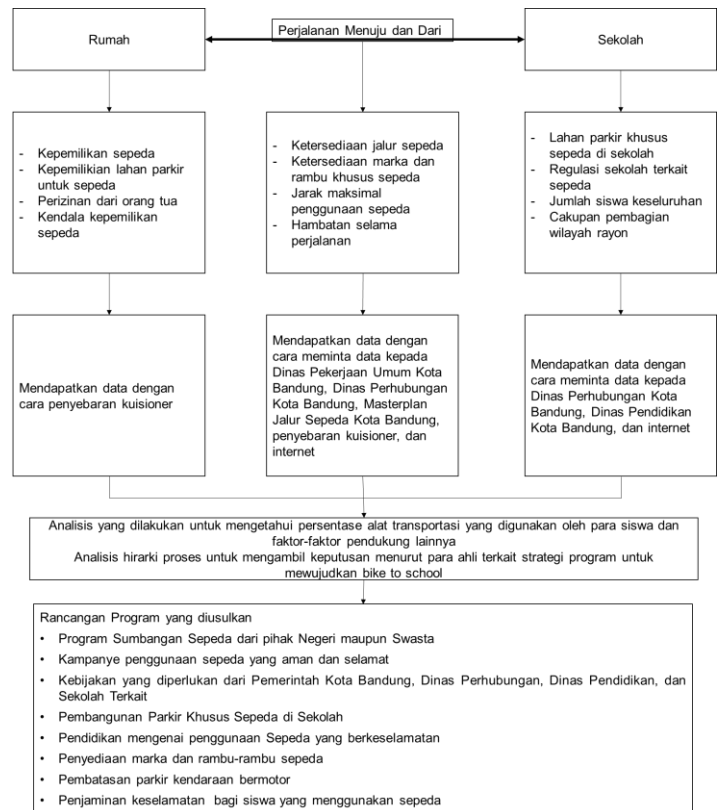 Rumah
Perjalanan Menuju dan Dari
Sekolah
- Kepemilikan sepeda
- Kepemilikian lahan parkir
untuk sepeda
- Perizinan dari orang tua
- Kendala kepemilikan
sepeda
- Ketersediaan jalur sepeda
- Ketersediaan marka dan
rambu khusus sepeda
- Jarak maksimal
penggunaan sepeda
- Hambatan selama
perjalanan
- Lahan parkir khusus
sepeda di sekolah
- Regulasi sekolah terkait
sepeda
- Jumlah siswa keseluruhan
- Cakupan pembagian
wilayah rayon
Mendapatkan data dengan
cara penyebaran kuisioner
Mendapatkan data dengan
cara meminta data kepada
Dinas Pekerjaan Umum Kota
Bandung, Dinas Perhubungan
Kota Bandung, Masterplan
Jalur Sepeda Kota Bandung,
penyebaran kuisioner, dan
internet
Mendapatkan data dengan
cara meminta data kepada
Dinas Perhubungan Kota
Bandung, Dinas Pendidikan
Kota Bandung, dan internet
Analisis yang dilakukan untuk mengetahui persentase alat transportasi yang digunakan oleh para siswa dan
faktor-faktor pendukung lainnya
Analisis hirarki proses untuk mengambil keputusan menurut para ahli terkait strategi program untuk
mewujudkan bike to school
Rancangan Program yang diusulkan
• Program Sumbangan Sepeda dari pihak Negeri maupun Swasta
• Kampanye penggunaan sepeda yang aman dan selamat
• Kebijakan yang diperlukan dari Pemerintah Kota Bandung, Dinas Perhubungan, Dinas Pendidikan, dan
Sekolah Terkait
• Pembangunan Parkir Khusus Sepeda di Sekolah
• Pendidikan mengenai penggunaan Sepeda yang berkeselamatan
• Penyediaan marka dan rambu-rambu sepeda
• Pembatasan parkir kendaraan bermotor
• Penjaminan keselamatan bagi siswa yang menggunakan sepeda